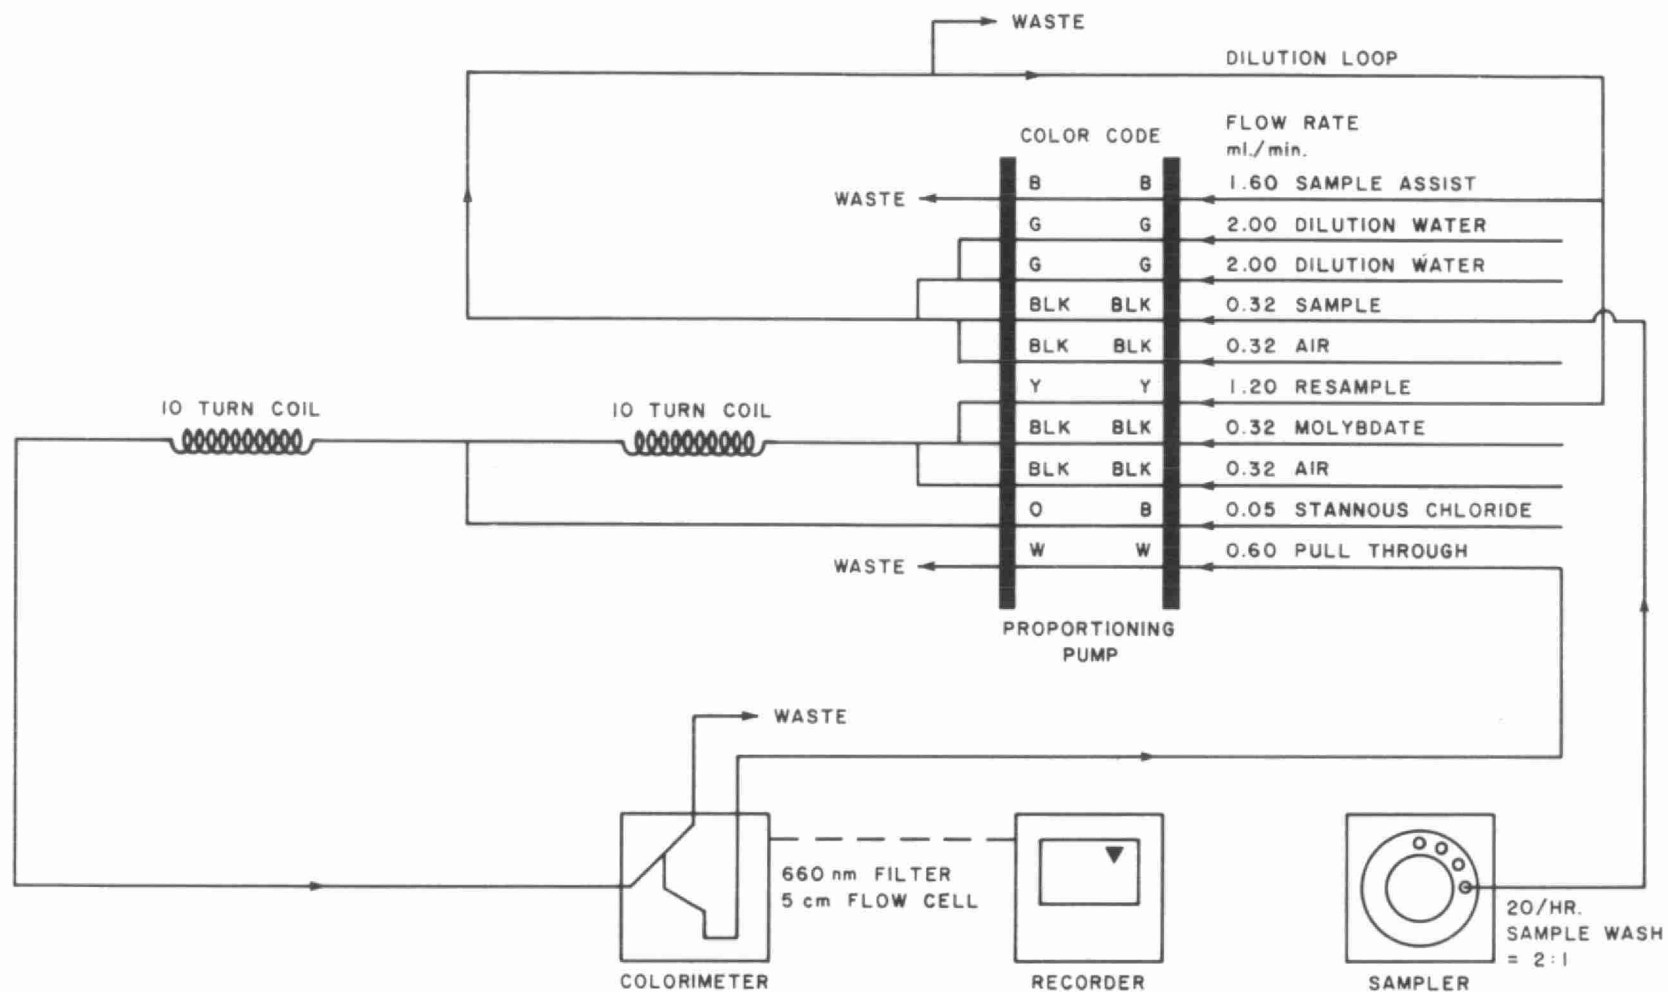 WASTE
DILUTION LOOP
COLOR CODE
FLOW RATE
ml./min.
B B 1.60 SAMPLE ASSIST
WASTE
G G 2.00 DILUTION WATER
G G 2.00 DILUTION WATER
BLK BLK 0.32 SAMPLE
BLK BLK 0.32 AIR
Y Y 1.20 RESAMPLE
10 TURN COIL
10 TURN COIL
BLK BLK 0.32 MOLYBDATE
BLK BLK 0.32 AIR
O B 0.05 STANNOUS CHLORIDE
W W 0.60 PULL THROUGH
WASTE
PROPORTIONING
PUMP
WASTE
660 nm FILTER
5 cm FLOW CELL
20/HR.
SAMPLE WASH
= 2:1
COLORIMETER
RECORDER
SAMPLER